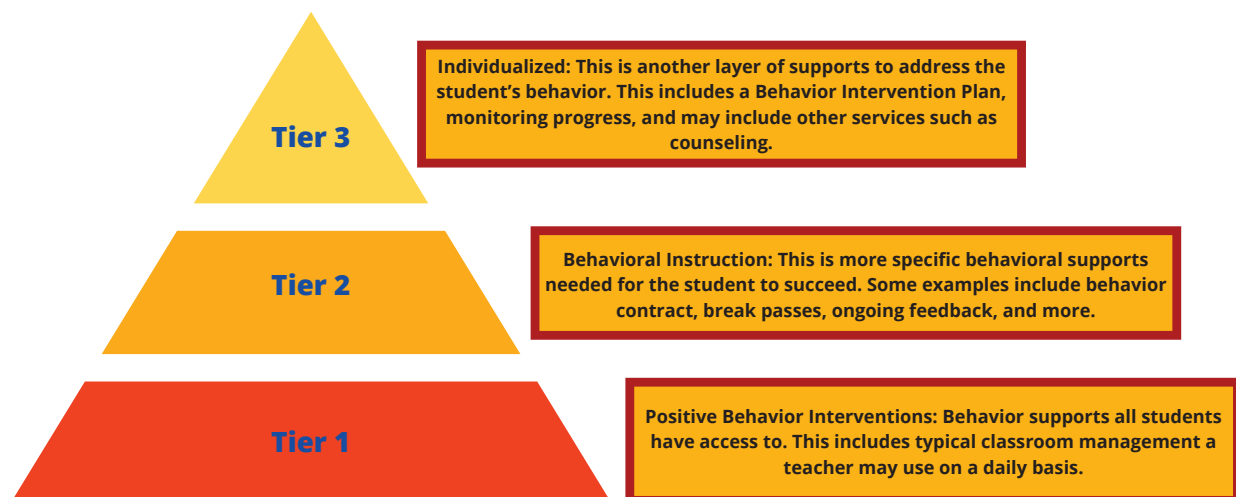 Tier 3
Individualized: This is another layer of supports to address the
student’s behavior. This includes a Behavior Intervention Plan,
monitoring progress, and may include other services such as
counseling.
Tier 2
Behavioral Instruction: This is more specific behavioral supports
needed for the student to succeed. Some examples include behavior
contract, break passes, ongoing feedback, and more.
Tier 1
Positive Behavior Interventions: Behavior supports all students
have access to. This includes typical classroom management a
teacher may use on a daily basis.